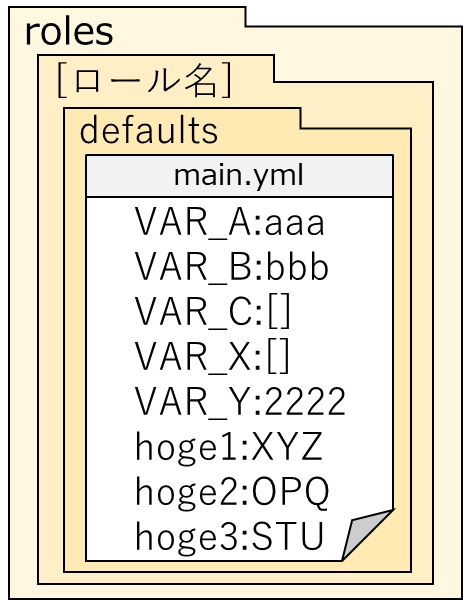 roles
[ロール名]
defaults
main.yml
VAR_A:aaa
VAR_B:bbb
VAR_C:[]
VAR_X:[]
VAR_Y:2222
hoge1:XYZ
hoge2:OPQ
hoge3:STU